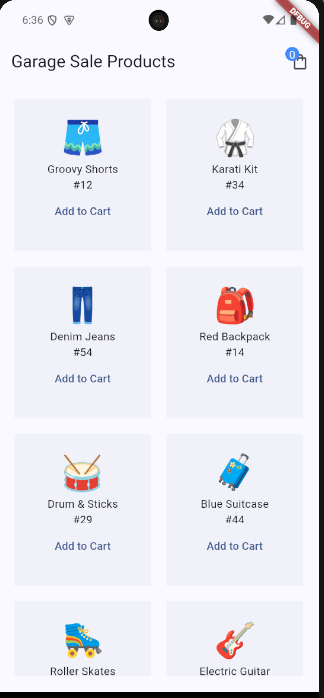 6:36
DEBUG
Garage Sale Products
0
Groovy Shorts
#12
Add to Cart
Karati Kit
#34
Add to Cart
Denim Jeans
#54
Add to Cart
Red Backpack
#14
Add to Cart
Drum & Sticks
#29
Add to Cart
Blue Suitcase
#44
Add to Cart
Roller Skates
Electric Guitar